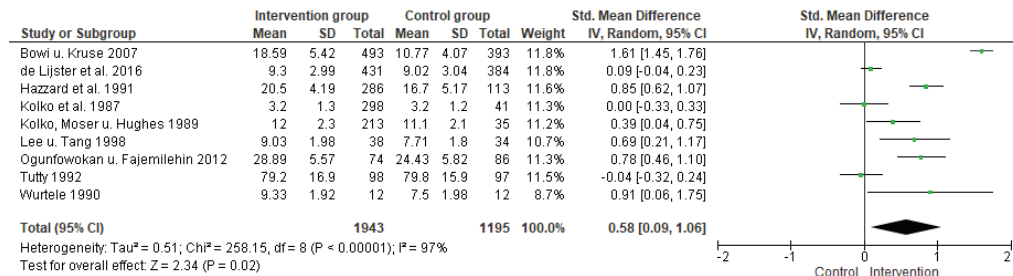 Intervention group Control group Std. Mean Difference Std. Mean Difference
Study or Subgroup Mean SD Total Mean SD Total Weight IV, Random, 95% CI IV, Random, 95% CI
Bowi u. Kruse 2007 18.59 5.42 493 10.77 4.07 393 11.8% 1.61 [1.45, 1.76]
de Lijster et al. 2016 9.3 2.99 431 9.02 3.04 384 11.8% 0.09 [-0.04, 0.23]
Hazzard et al. 1991 20.5 4.19 286 16.7 5.17 113 11.6% 0.85 [0.62, 1.07]
Kolko et al. 1987 3.2 1.3 298 3.2 1.2 41 11.3% 0.00 [-0.33, 0.33]
Kolko, Moser u. Hughes 1989 12 2.3 213 11.1 2.1 35 11.2% 0.39 [0.04, 0.75]
Lee u. Tang 1998 9.03 1.98 38 7.71 1.8 34 10.7% 0.69 [0.21, 1.17]
Ogunfowokan u. Fajemilehin 2012 28.89 5.57 74 24.43 5.82 86 11.3% 0.78 [0.46, 1.10]
Tutty 1992 79.2 16.9 98 79.8 15.9 97 11.5% -0.04 [-0.32, 0.24]
Wurtele 1990 9.33 1.92 12 7.5 1.98 12 8.7% 0.91 [0.06, 1.75]
Total (95% CI) 1943 1195 100.0% 0.58 [0.09, 1.06]
Heterogeneity: Tau² = 0.51; Chi² = 258.15, df = 8 (P < 0.00001); I² = 97%
Test for overall effect: Z = 2.34 (P = 0.02)
-2 -1 0 1 2
Control Intervention